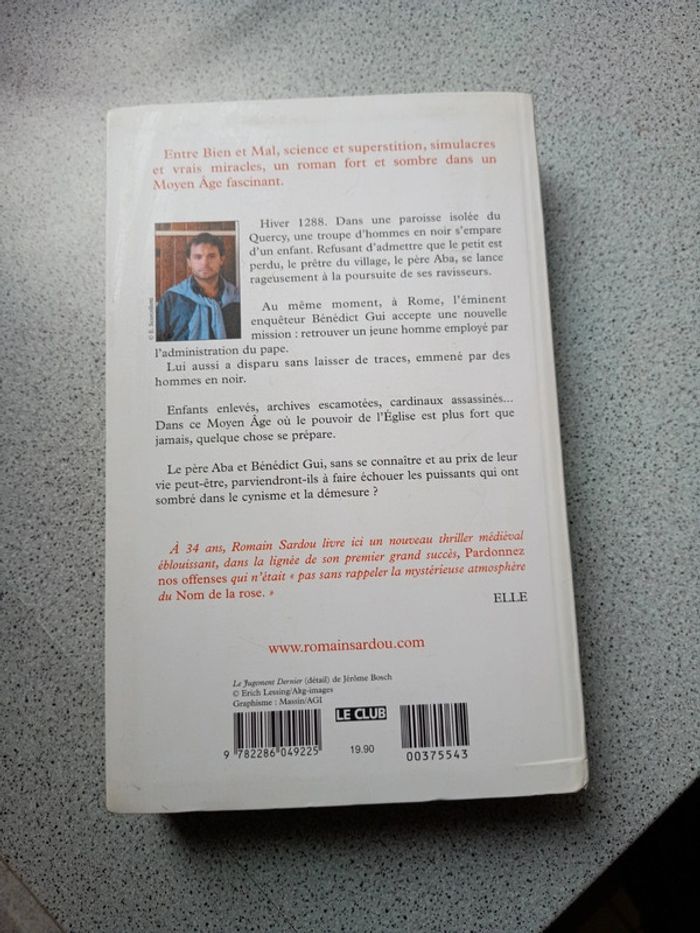 Entre Bien et Mal, science et superstition, simulacres
et vrais miracles, un roman fort et sombre dans un
Moyen Âge fascinant.
Hiver 1288. Dans une paroisse isolée du
Quercy, une troupe d'hommes en noir s'empare
d'un enfant. Refusant d'admettre que le petit est
perdu, le prêtre du village, le père Aba, se lance
rageusement à la poursuite de ses ravisseurs.
Au même moment, à Rome, l'éminent
enquêteur Bénédict Gui accepte une nouvelle
mission : retrouver un jeune homme employé par
l'administration du pape.
Lui aussi a disparu sans laisser de traces, emmené par des
hommes en noir.
Enfants enlevés, archives escamotées, cardinaux assassinés...
Dans ce Moyen Âge où le pouvoir de l'Église est plus fort que
jamais, quelque chose se prépare.
Le père Aba et Bénédict Gui, sans se connaître et au prix de leur
vie peut-être, parviendront-ils à faire échouer les puissants qui ont
sombré dans le cynisme et la démesure ?
À 34 ans, Romain Sardou livre ici un nouveau thriller médiéval
éblouissant, dans la lignée de son premier grand succès, Pardonnez
nos offenses qui n'était « pas sans rappeler la mystérieuse atmosphère
du Nom de la rose. »
ELLE
www.romainsardou.com
Le Jugement Dernier (détail) de Jérôme Bosch
© Erich Lessing/Akg-images
Graphisme : Massin/AGI
LE CLUB
9 782286 049225
19.90
00375543